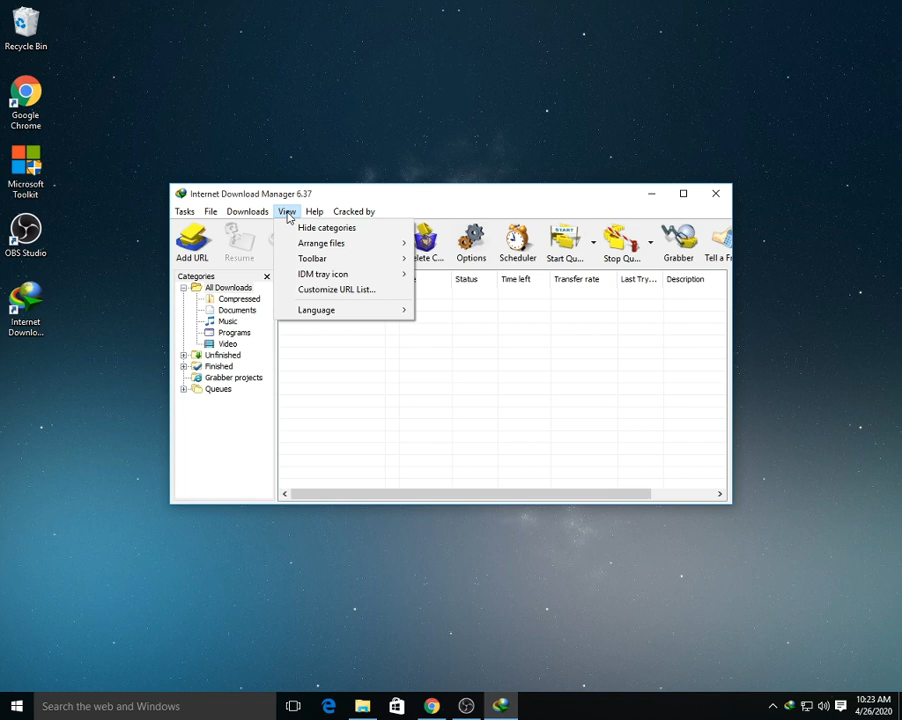 Recycle Bin
Google
Chrome
Microsoft
Toolkit
OBS Studio
Internet
Downlo...
Internet Download Manager 6.37
Tasks File Downloads View Help Cracked by
Add URL Resume Options Scheduler Start Qu... Stop Qu... Grabber
START
Hide categories
Arrange files
Toolbar
IDM tray icon
Customize URL List...
Language
Categories
All Downloads
Compressed
Documents
Music
Programs
Video
Unfinished
Finished
Grabber projects
Queues
Status Time left Transfer rate Last Try... Description
Search the web and Windows
10:23 AM
4/26/2020